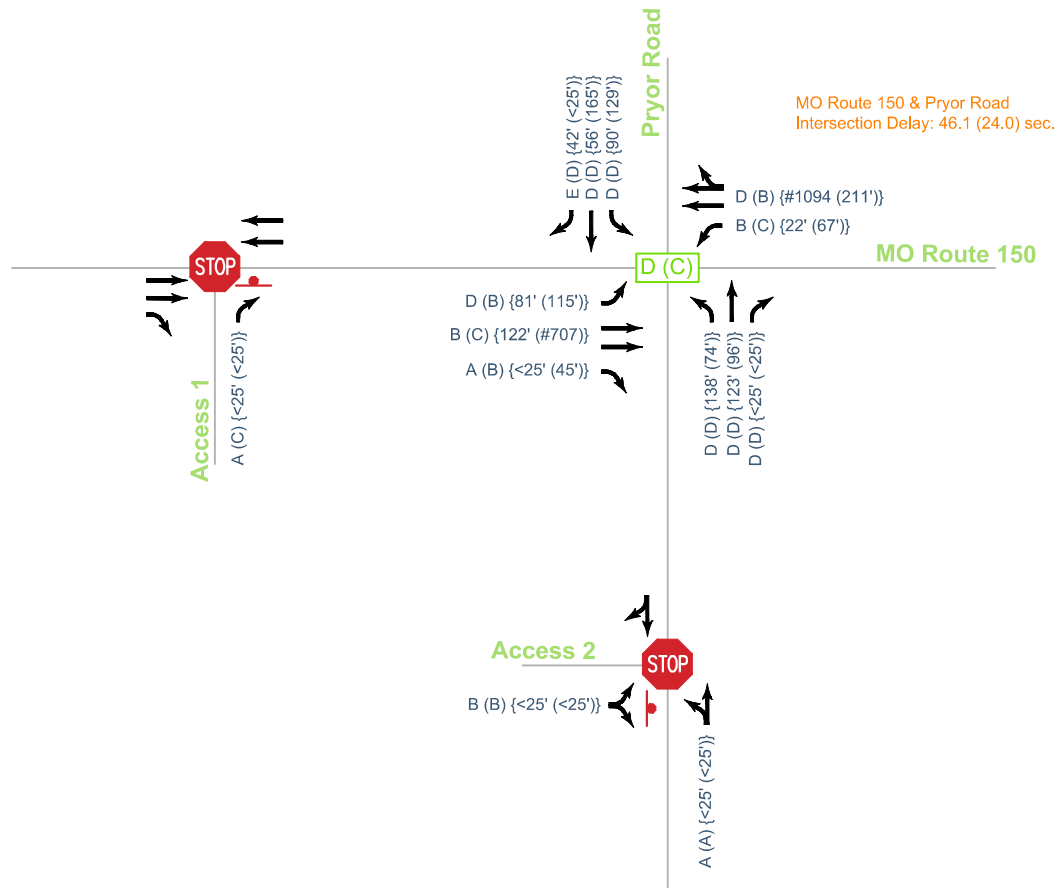 Pryor Road
MO Route 150 & Pryor Road
Intersection Delay: 46.1 (24.0) sec.
E (D) {42' (<25')}
D (D) {56' (165')}
D (D) {90' (129')}
D (B) {#1094 (211')}
B (C) {22' (67')}
MO Route 150
STOP
D (C)
D (B) {81' (115')}
B (C) {122' (#707)}
A (B) {<25' (45')}
Access 1
A (C) {<25' (<25')}
D (D) {138' (74')}
D (D) {123' (96')}
D (D) {<25' (<25')}
Access 2
STOP
B (B) {<25' (<25')}
A (A) {<25' (<25')}